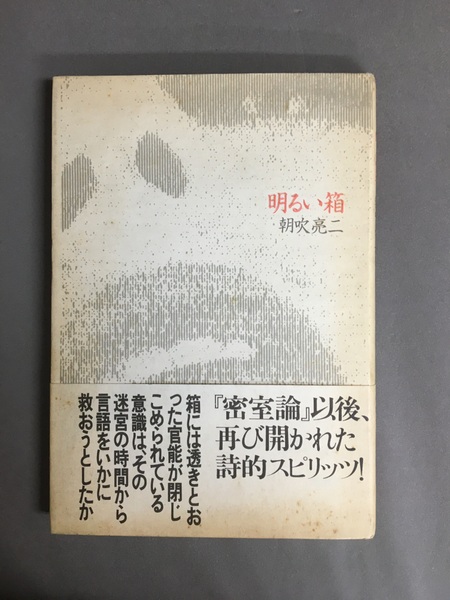 明るい箱
朝吹亮二
『密室論』以後、
再び開かれた
詩的スピリッツ!
箱には透きとお
った官能が閉じ
こめられている
意識は、その
迷宮の時間から
言語をいかに
救おうとしたか